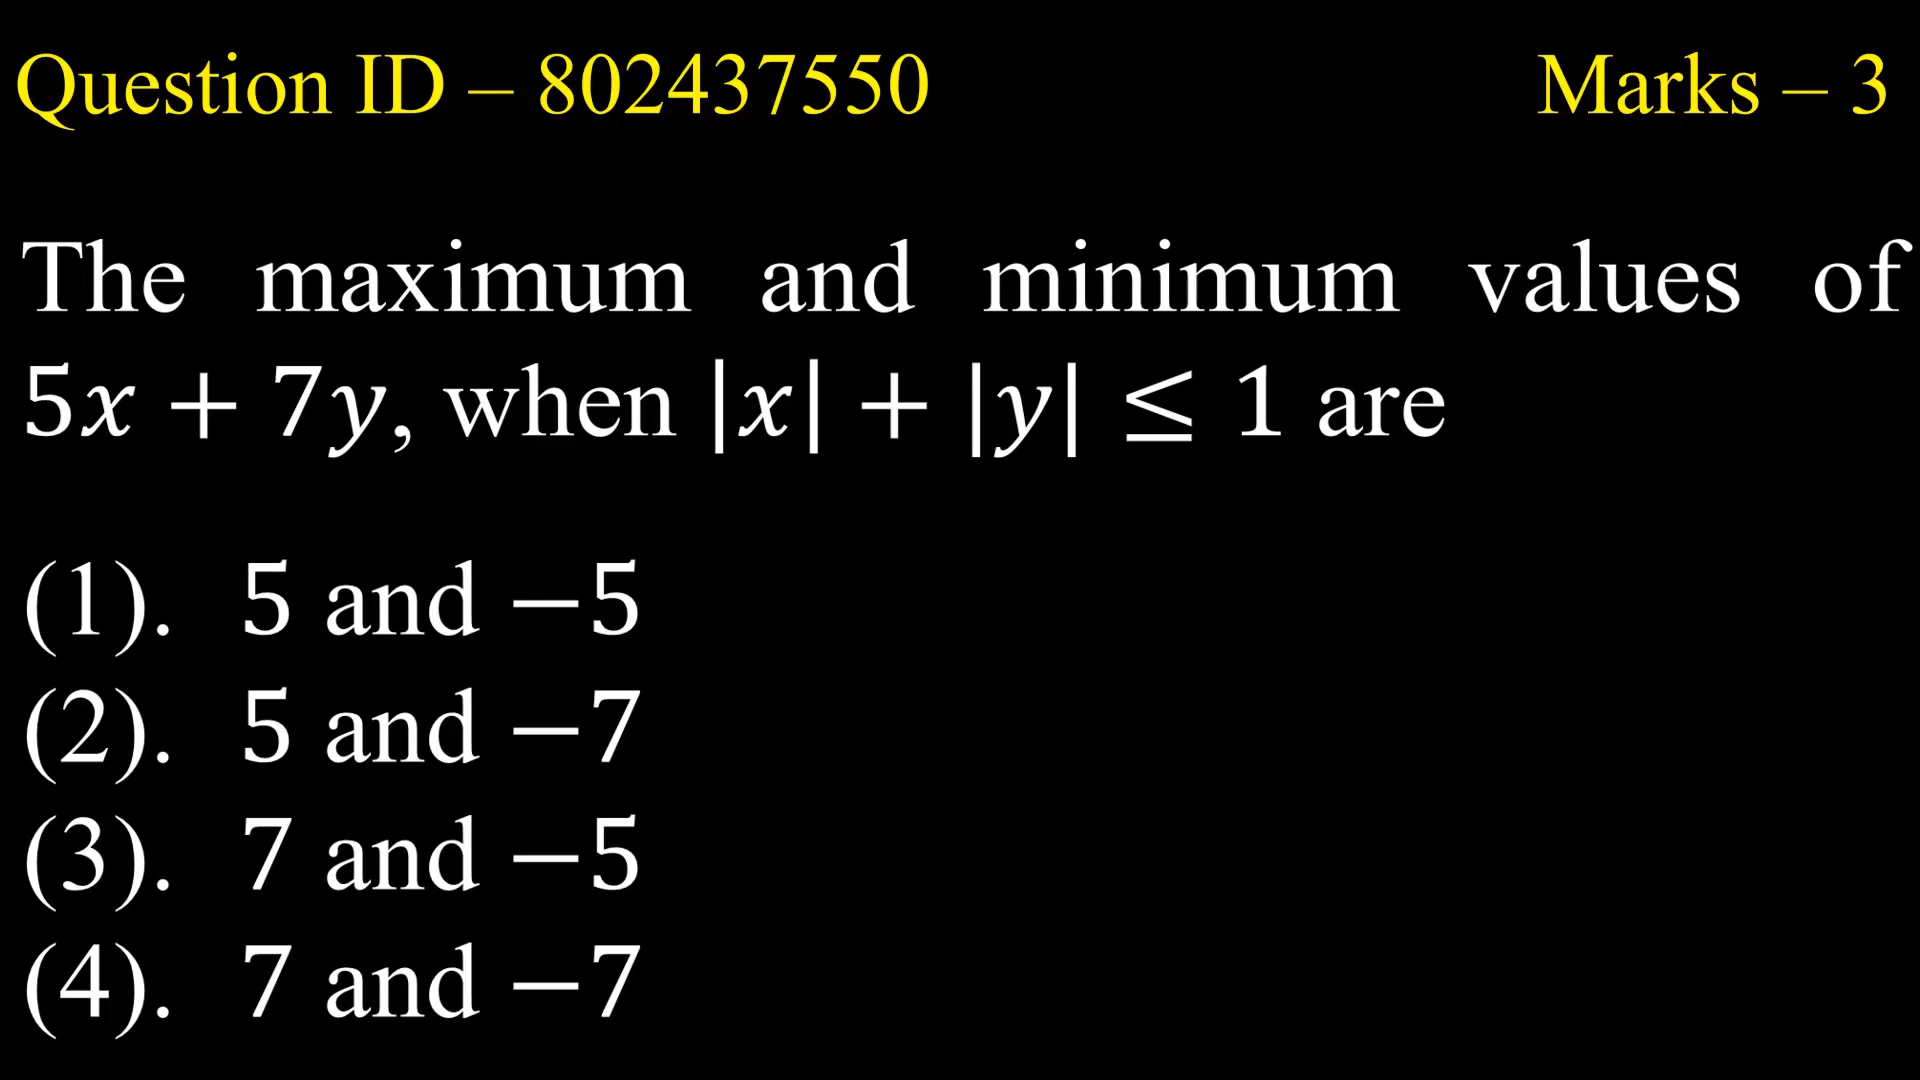 Question ID – 802437550 Marks – 3
The maximum and minimum values of
5x + 7y, when |x| + |y| ≤ 1 are
(1). 5 and −5
(2). 5 and −7
(3). 7 and −5
(4). 7 and −7